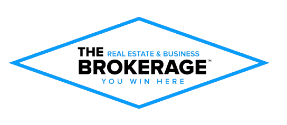 THE REAL ESTATE & BUSINESS
BROKERAGE™
YOU WIN HERE